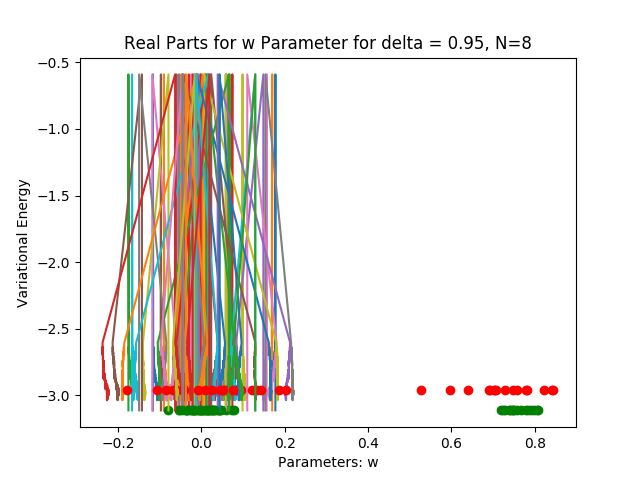 Real Parts for w Parameter for delta = 0.95, N=8
Variational Energy
−0.5
−1.0
−1.5
−2.0
−2.5
−3.0
−0.2 0.0 0.2 0.4 0.6 0.8
Parameters: w